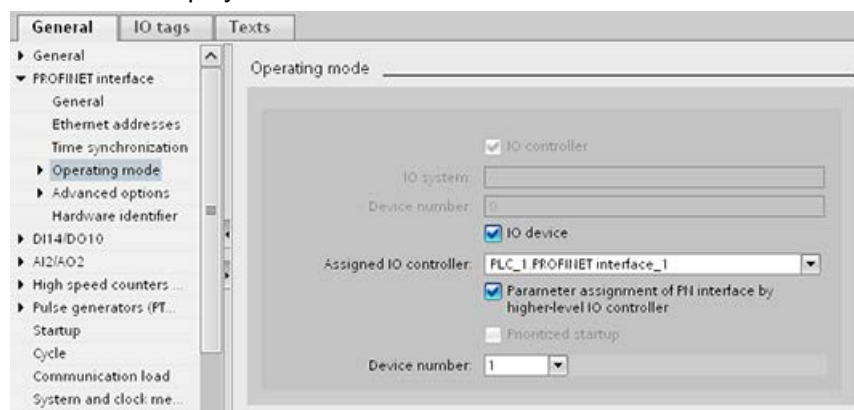 General IO tags Texts
General
PROFINET interface
General
Ethernet addresses
Time synchronization
Operating mode
Advanced options
Hardware identifier
DI14/DO10
AI2/AO2
High speed counters ...
Pulse generators (PT...
Startup
Cycle
Communication load
System and clock me...
Operating mode
IO controller
IO system:
Device number: 0
IO device
Assigned IO controller: PLC_1.PROFINET interface_1
Parameter assignment of PN interface by
higher-level IO controller
Prioritized startup
Device number: 1